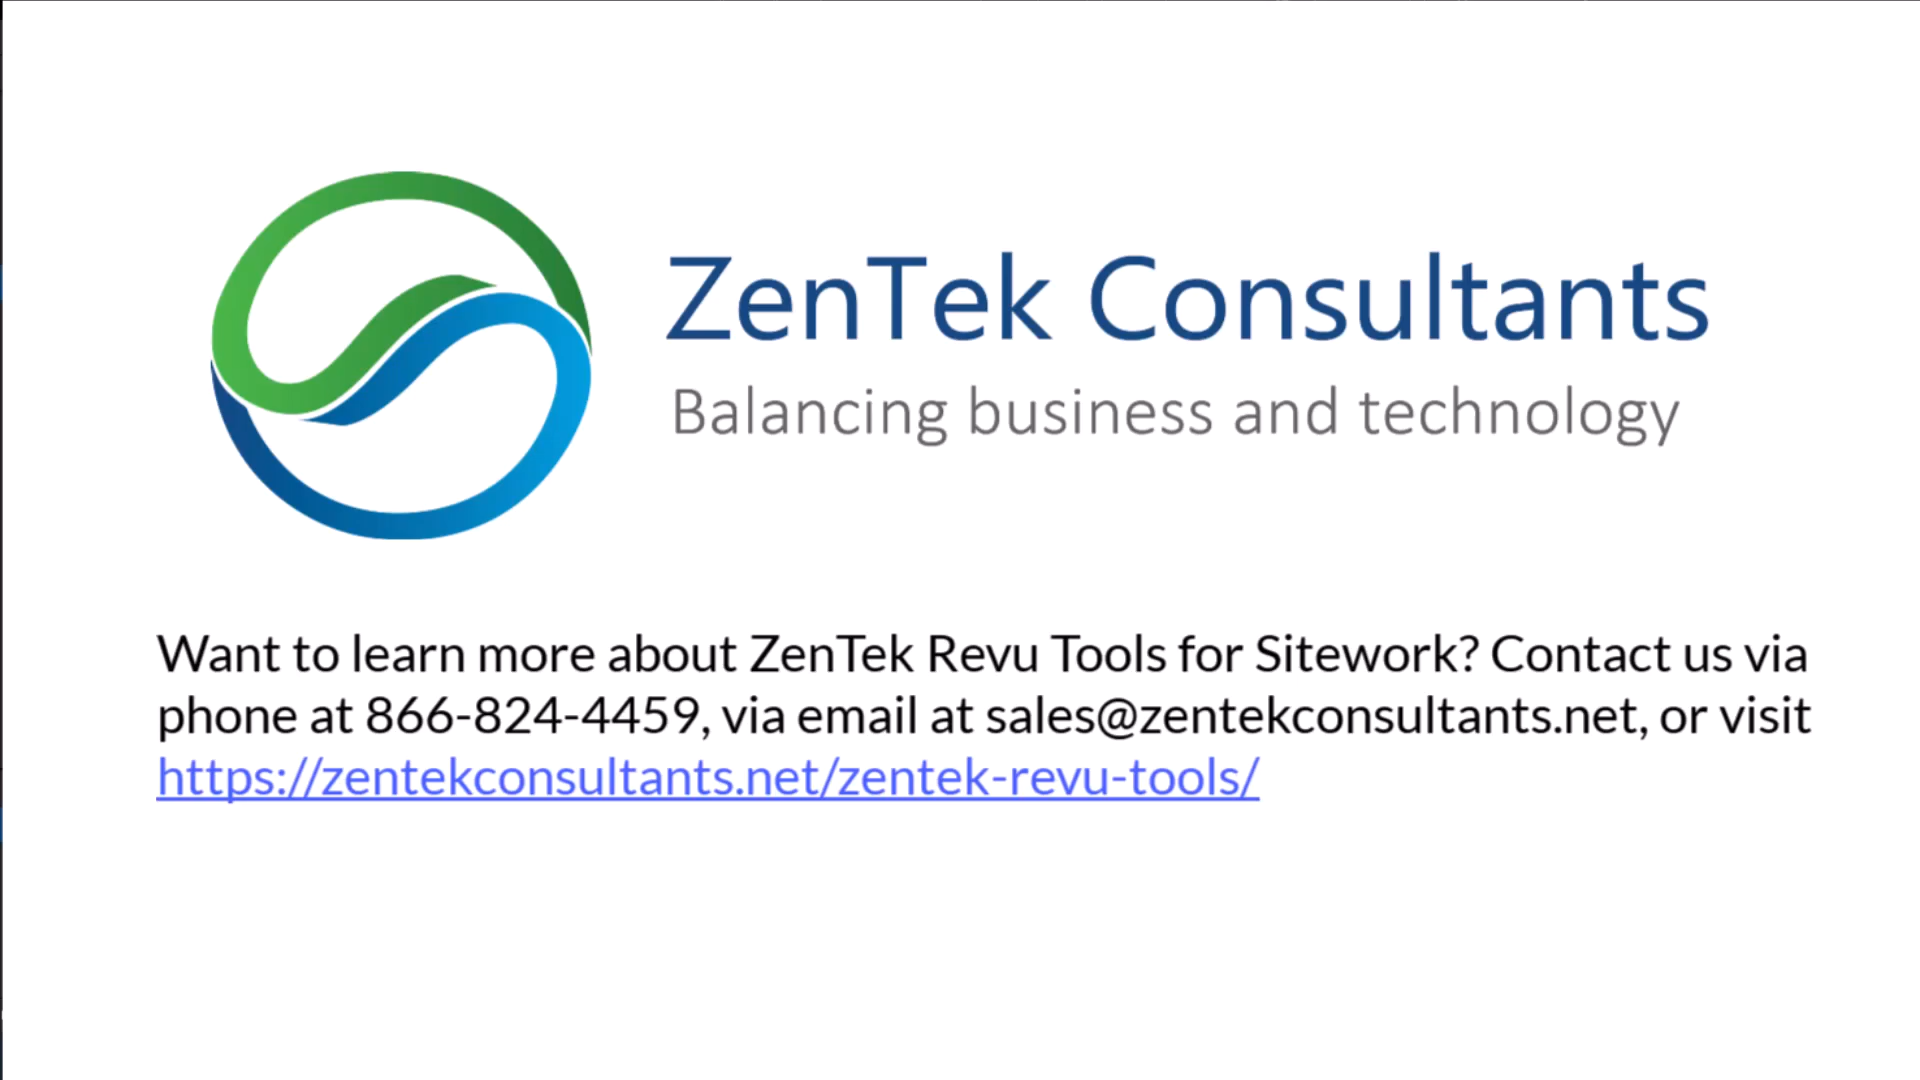 ZenTek Consultants
Balancing business and technology
Want to learn more about ZenTek Revu Tools for Sitework? Contact us via
phone at 866-824-4459, via email at sales@zentekconsultants.net, or visit
https://zentekconsultants.net/zentek-revu-tools/